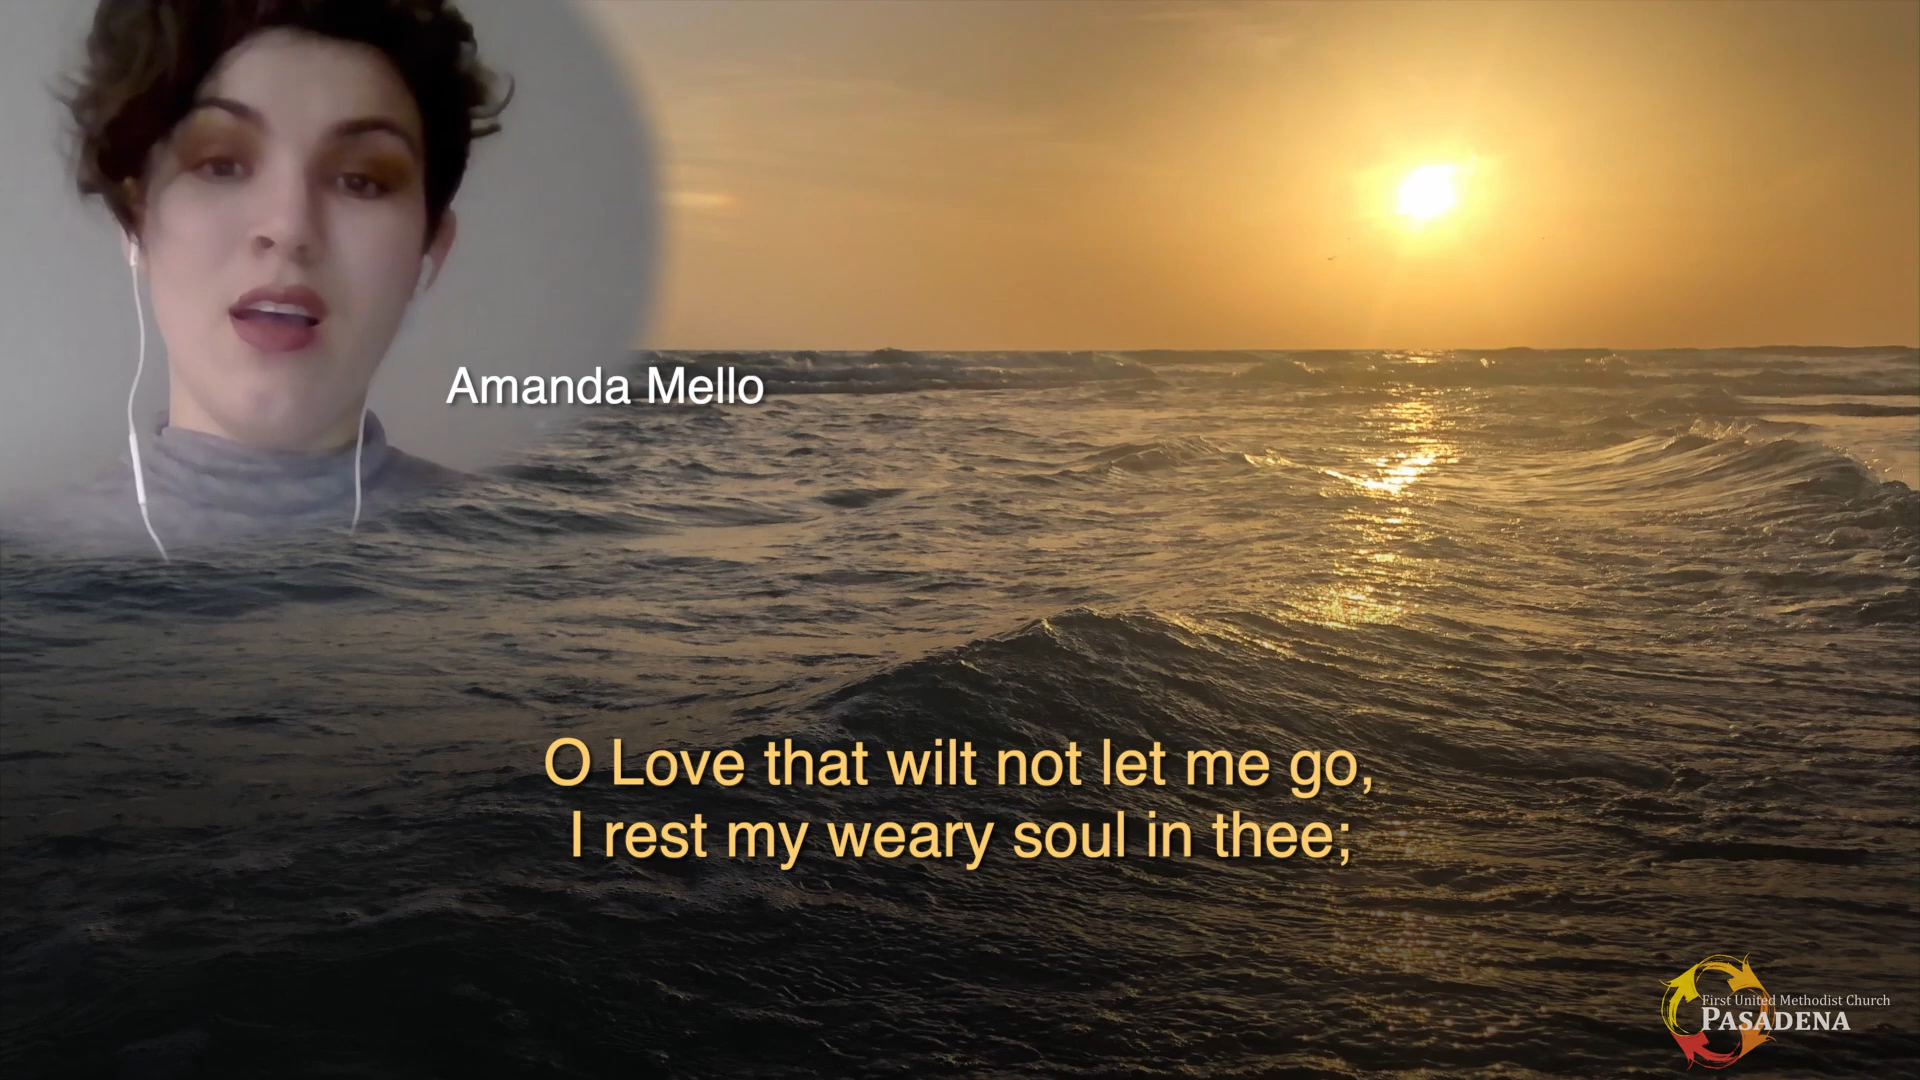 Amanda Mello
O Love that wilt not let me go,
I rest my weary soul in thee;
First United Methodist Church
PASADENA